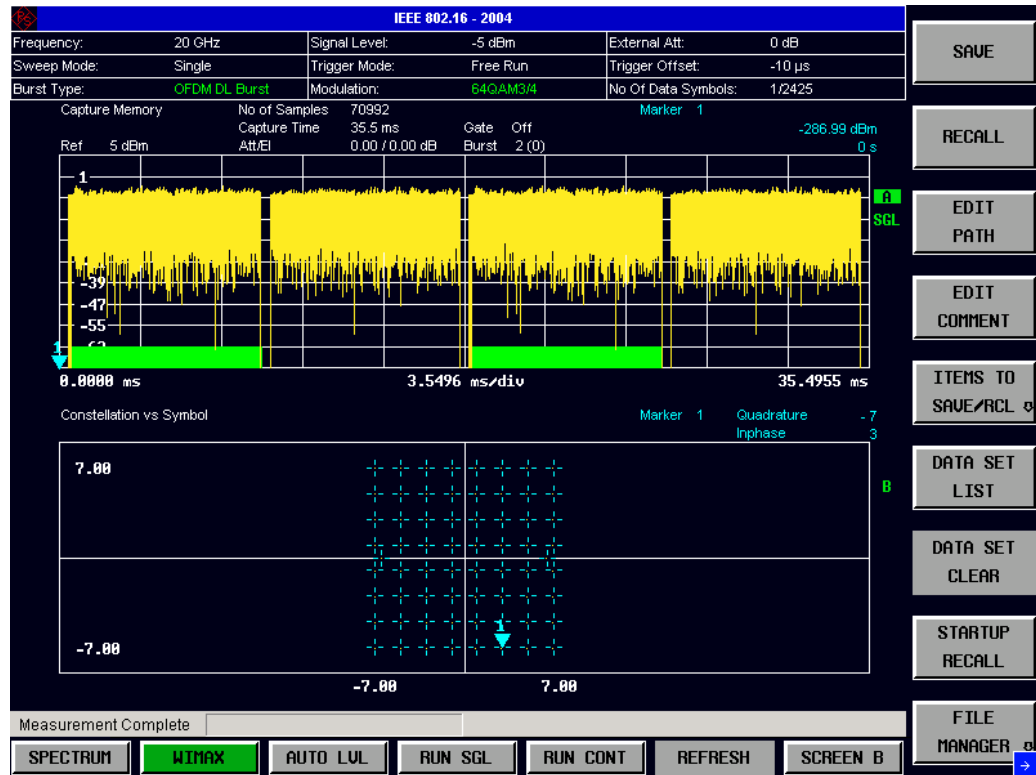 IEEE 802.16 - 2004
Frequency: 20 GHz Signal Level: -5 dBm External Att: 0 dB
Sweep Mode: Single Trigger Mode: Free Run Trigger Offset: -10 µs
Burst Type: OFDM DL Burst Modulation: 64QAM3/4 No Of Data Symbols: 1/2425
Capture Memory No of Samples 70992 Marker 1
Capture Time 35.5 ms Gate Off -286.99 dBm
Ref 5 dBm Att/El 0.00 / 0.00 dB Burst 2 (0) 0 s
1
A
SGL
-39
-47
-55
1
0.0000 ms 3.5496 ms/div 35.4955 ms
Constellation vs Symbol Marker 1 Quadrature -7
Inphase 3
7.00
B
1
-7.00
-7.00 7.00
Measurement Complete
SPECTRUM WIMAX AUTO LVL RUN SGL RUN CONT REFRESH SCREEN B
SAVE
RECALL
EDIT
PATH
EDIT
COMMENT
ITEMS TO
SAVE/RCL
DATA SET
LIST
DATA SET
CLEAR
STARTUP
RECALL
FILE
MANAGER